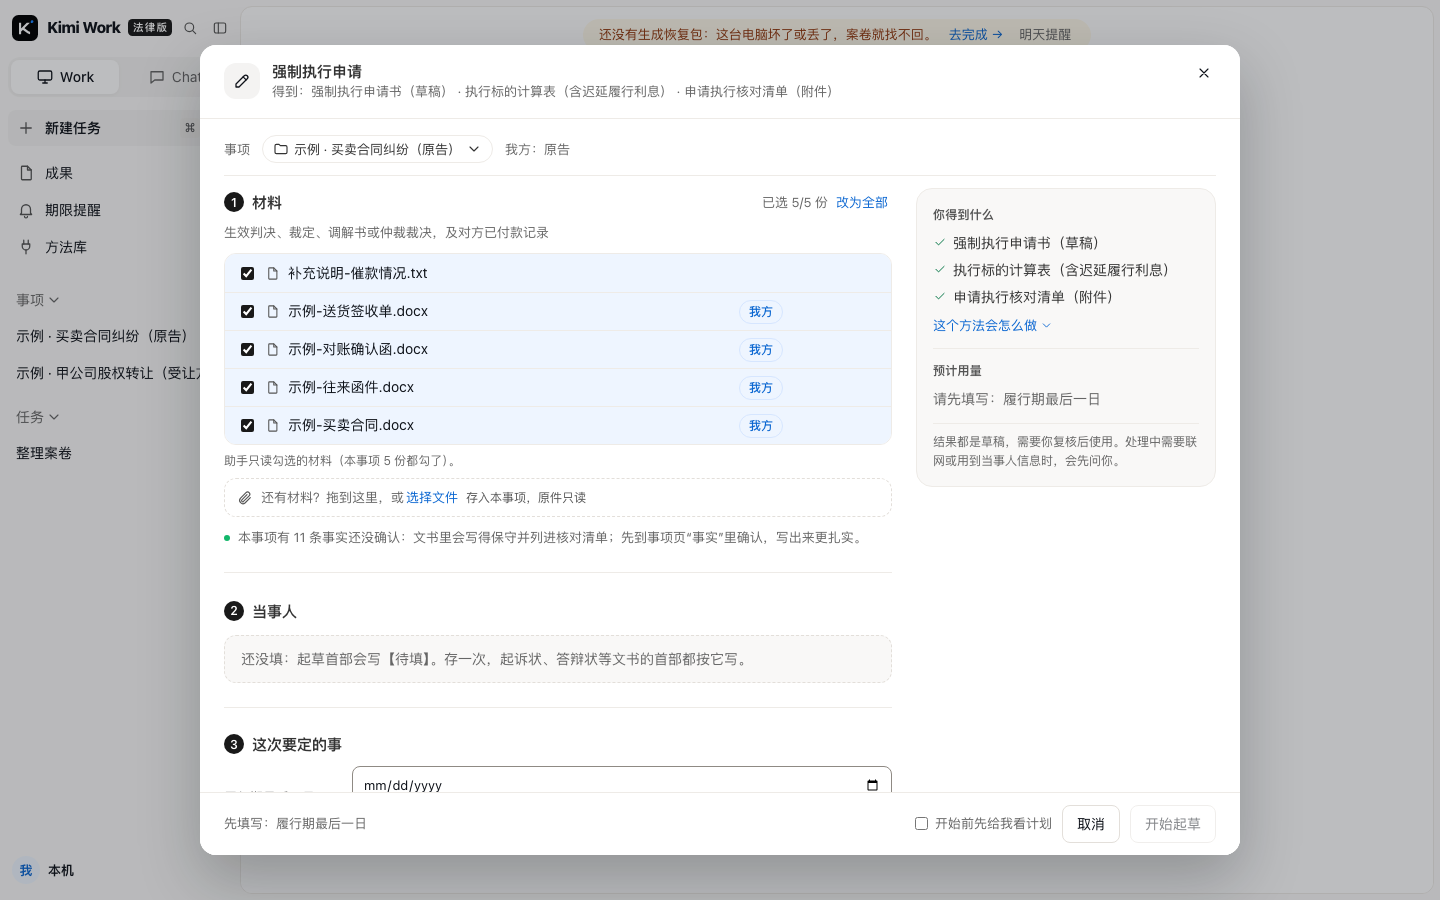 Kimi Work 法律版
还没有生成恢复包：这台电脑坏了或丢了，案卷就找不回。 去完成 → 明天提醒
Work
Chat
新建任务 ⌘
成果
期限提醒
方法库
事项
示例 · 买卖合同纠纷（原告）
示例 · 甲公司股权转让（受让
任务
整理案卷
我 本机
强制执行申请
得到：强制执行申请书（草稿） · 执行标的计算表（含迟延履行利息） · 申请执行核对清单（附件）
事项 示例 · 买卖合同纠纷（原告） 我方：原告
1 材料 已选 5/5 份 改为全部
生效判决、裁定、调解书或仲裁裁决，及对方已付款记录
补充说明-催款情况.txt
示例-送货签收单.docx 我方
示例-对账确认函.docx 我方
示例-往来函件.docx 我方
示例-买卖合同.docx 我方
助手只读勾选的材料（本事项 5 份都勾了）。
还有材料？拖到这里，或 选择文件 存入本事项，原件只读
本事项有 11 条事实还没确认：文书里会写得保守并列进核对清单；先到事项页“事实”里确认，写出来更扎实。
2 当事人
还没填：起草首部会写【待填】。存一次，起诉状、答辩状等文书的首部都按它写。
3 这次要定的事
mm/dd/yyyy
你得到什么
强制执行申请书（草稿）
执行标的计算表（含迟延履行利息）
申请执行核对清单（附件）
这个方法会怎么做
预计用量
请先填写：履行期最后一日
结果都是草稿，需要你复核后使用。处理中需要联
网或用到当事人信息时，会先问你。
先填写：履行期最后一日 开始前先给我看计划 取消 开始起草